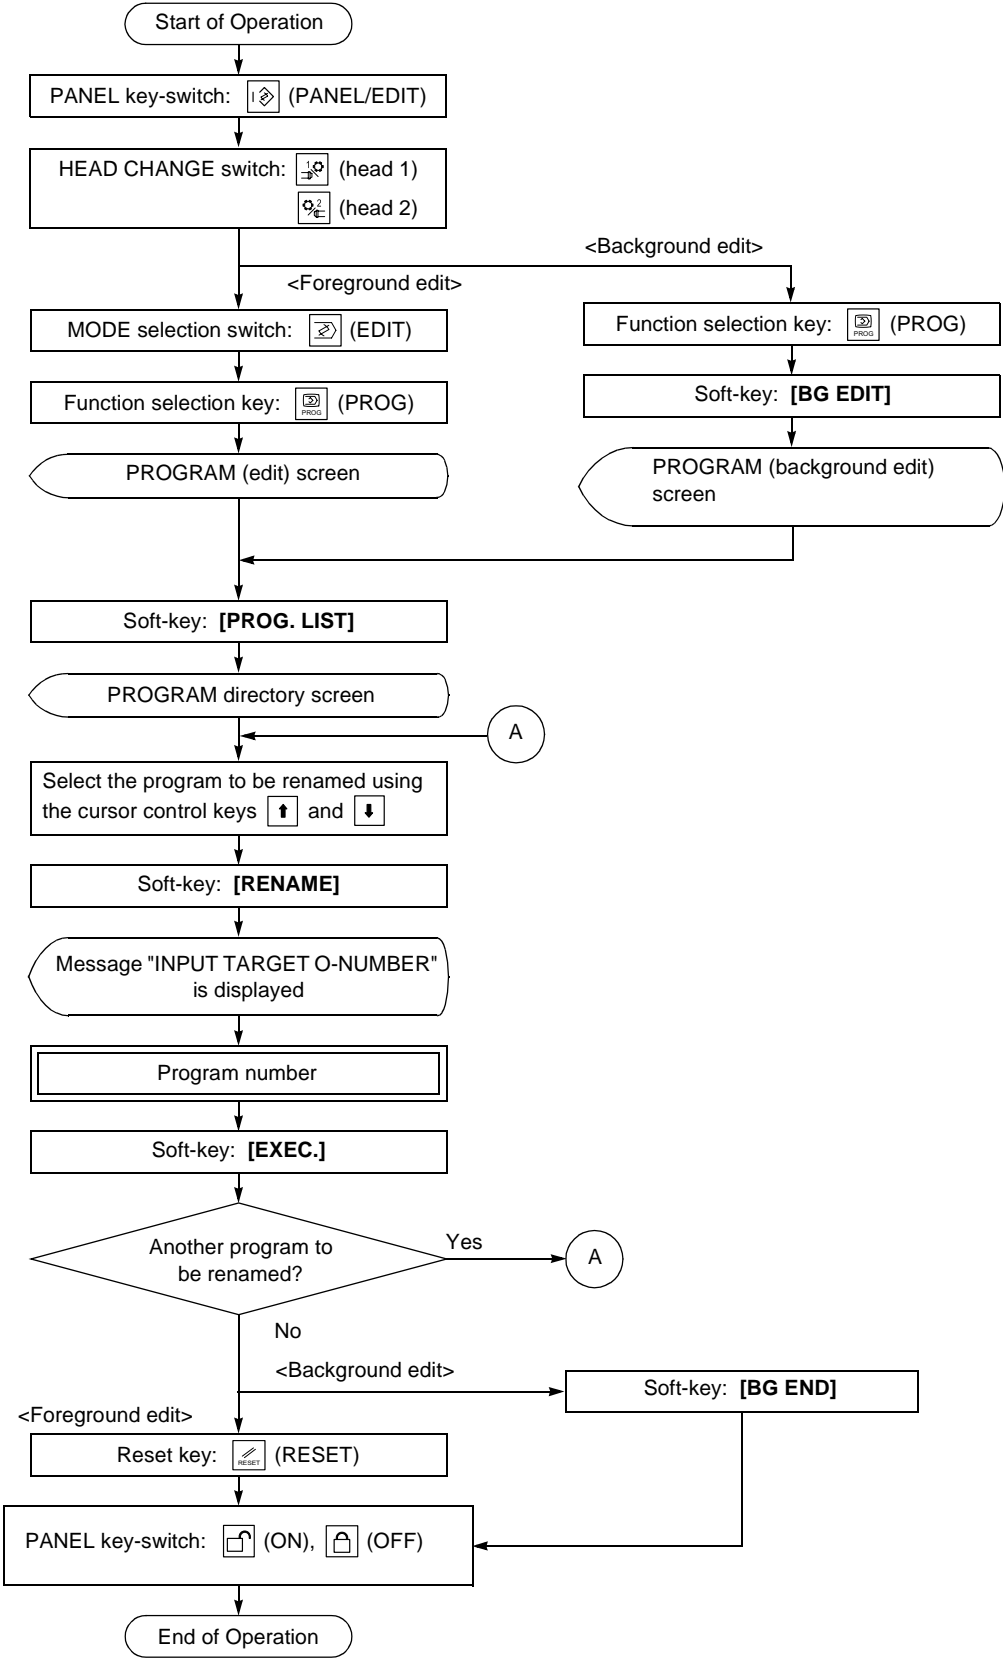 Start of Operation
PANEL key-switch: (PANEL/EDIT)
HEAD CHANGE switch: 1 (head 1)
2 (head 2)
<Background edit>
<Foreground edit>
MODE selection switch: (EDIT)
Function selection key: PROG (PROG)
PROGRAM (edit) screen
Function selection key: PROG (PROG)
Soft-key: [BG EDIT]
PROGRAM (background edit)
screen
Soft-key: [PROG. LIST]
PROGRAM directory screen
A
Select the program to be renamed using
the cursor control keys and
Soft-key: [RENAME]
Message "INPUT TARGET O-NUMBER"
is displayed
Program number
Soft-key: [EXEC.]
Another program to
be renamed?
Yes
A
No
<Background edit>
Soft-key: [BG END]
<Foreground edit>
Reset key: RESET (RESET)
PANEL key-switch: (ON), (OFF)
End of Operation